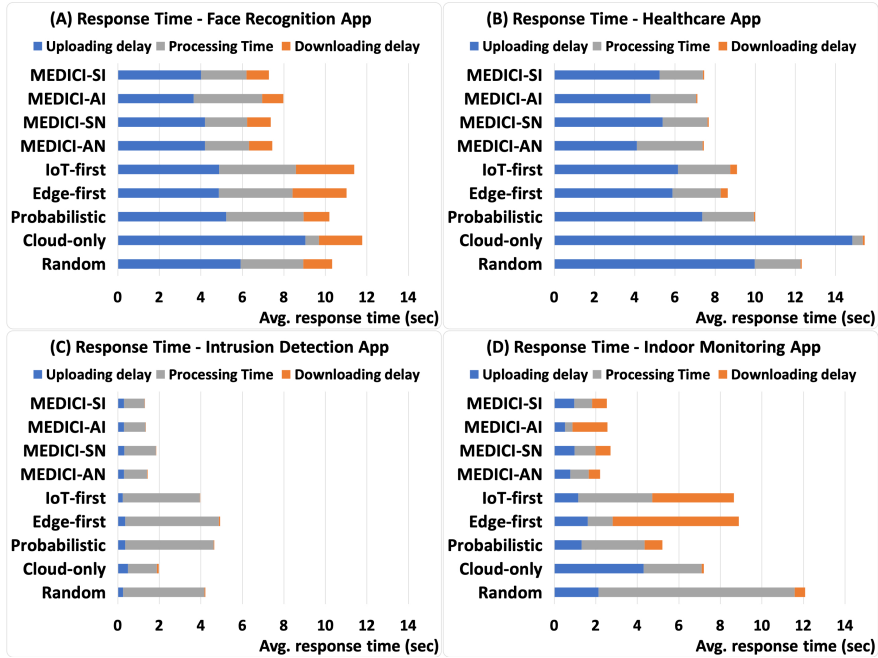 (A) Response Time - Face Recognition App
Uploading delay Processing Time Downloading delay
MEDICI-SI
MEDICI-AI
MEDICI-SN
MEDICI-AN
IoT-first
Edge-first
Probabilistic
Cloud-only
Random
0 2 4 6 8 10 12 14
Avg. response time (sec)
(B) Response Time - Healthcare App
Uploading delay Processing Time Downloading delay
MEDICI-SI
MEDICI-AI
MEDICI-SN
MEDICI-AN
IoT-first
Edge-first
Probabilistic
Cloud-only
Random
0 2 4 6 8 10 12 14
Avg. response time (sec)
(C) Response Time - Intrusion Detection App
Uploading delay Processing Time Downloading delay
MEDICI-SI
MEDICI-AI
MEDICI-SN
MEDICI-AN
IoT-first
Edge-first
Probabilistic
Cloud-only
Random
0 2 4 6 8 10 12 14
Avg. response time (sec)
(D) Response Time - Indoor Monitoring App
Uploading delay Processing Time Downloading delay
MEDICI-SI
MEDICI-AI
MEDICI-SN
MEDICI-AN
IoT-first
Edge-first
Probabilistic
Cloud-only
Random
0 2 4 6 8 10 12 14
Avg. response time (sec)